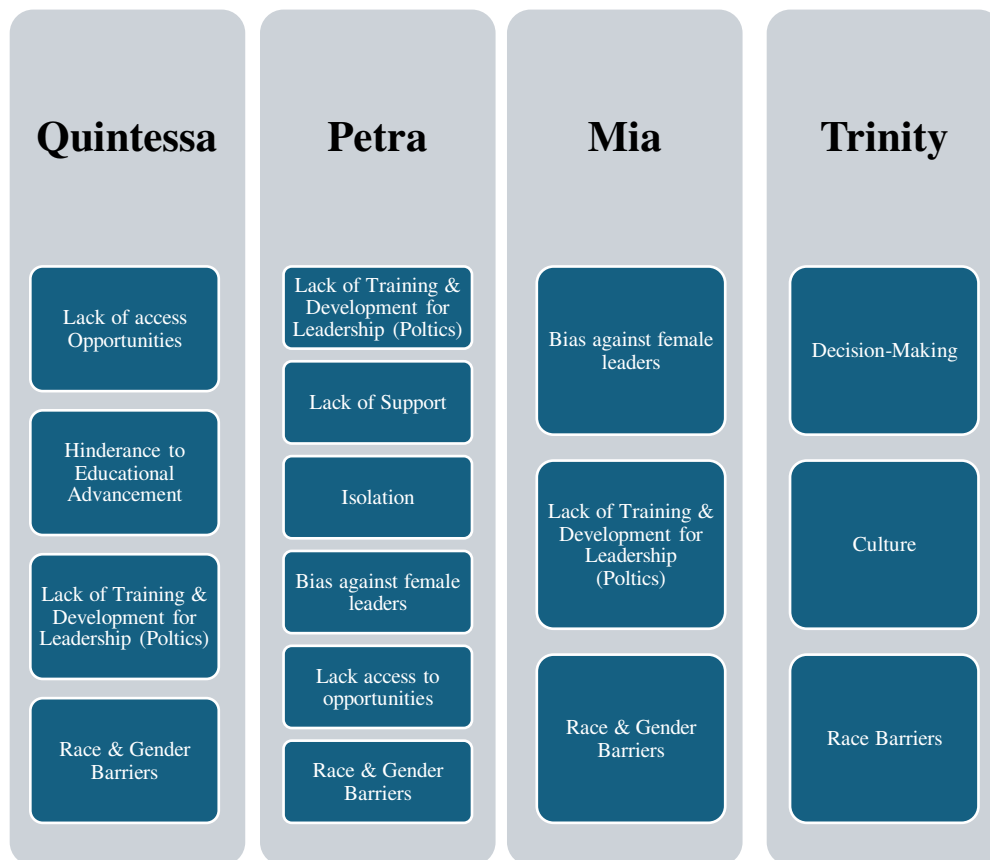 Quintessa
Lack of access
Opportunities
Hinderance to
Educational
Advancement
Lack of Training &
Development for
Leadership (Poltics)
Race & Gender
Barriers
Petra
Lack of Training &
Development for
Leadership (Poltics)
Lack of Support
Isolation
Bias against female
leaders
Lack access to
opportunities
Race & Gender
Barriers
Mia
Bias against female
leaders
Lack of Training &
Development for
Leadership
(Poltics)
Race & Gender
Barriers
Trinity
Decision-Making
Culture
Race Barriers